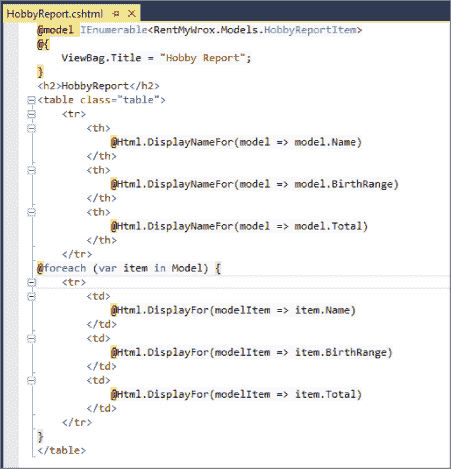 HobbyReport.cshtml
@model IEnumerable<RentMyWrox.Models.HobbyReportItem>
@{
ViewBag.Title = "Hobby Report";
}
<h2>HobbyReport</h2>
<table class="table">
<tr>
<th>
@Html.DisplayNameFor(model => model.Name)
</th>
<th>
@Html.DisplayNameFor(model => model.BirthRange)
</th>
<th>
@Html.DisplayNameFor(model => model.Total)
</th>
</tr>
@foreach (var item in Model) {
<tr>
<td>
@Html.DisplayFor(modelItem => item.Name)
</td>
<td>
@Html.DisplayFor(modelItem => item.BirthRange)
</td>
<td>
@Html.DisplayFor(modelItem => item.Total)
</td>
</tr>
}
</table>